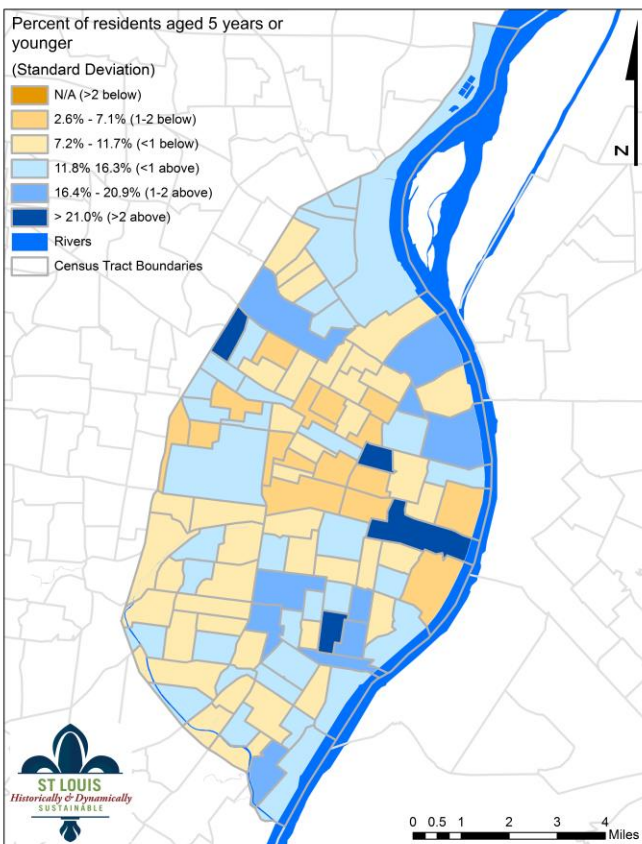 Percent of residents aged 5 years or
younger
(Standard Deviation)
N/A (>2 below)
2.6% - 7.1% (1-2 below)
7.2% - 11.7% (<1 below)
11.8% 16.3% (<1 above)
16.4% - 20.9% (1-2 above)
> 21.0% (>2 above)
Rivers
Census Tract Boundaries
N
ST LOUIS
Historically & Dynamically
SUSTAINABLE
0 0.5 1 2 3 4
Miles